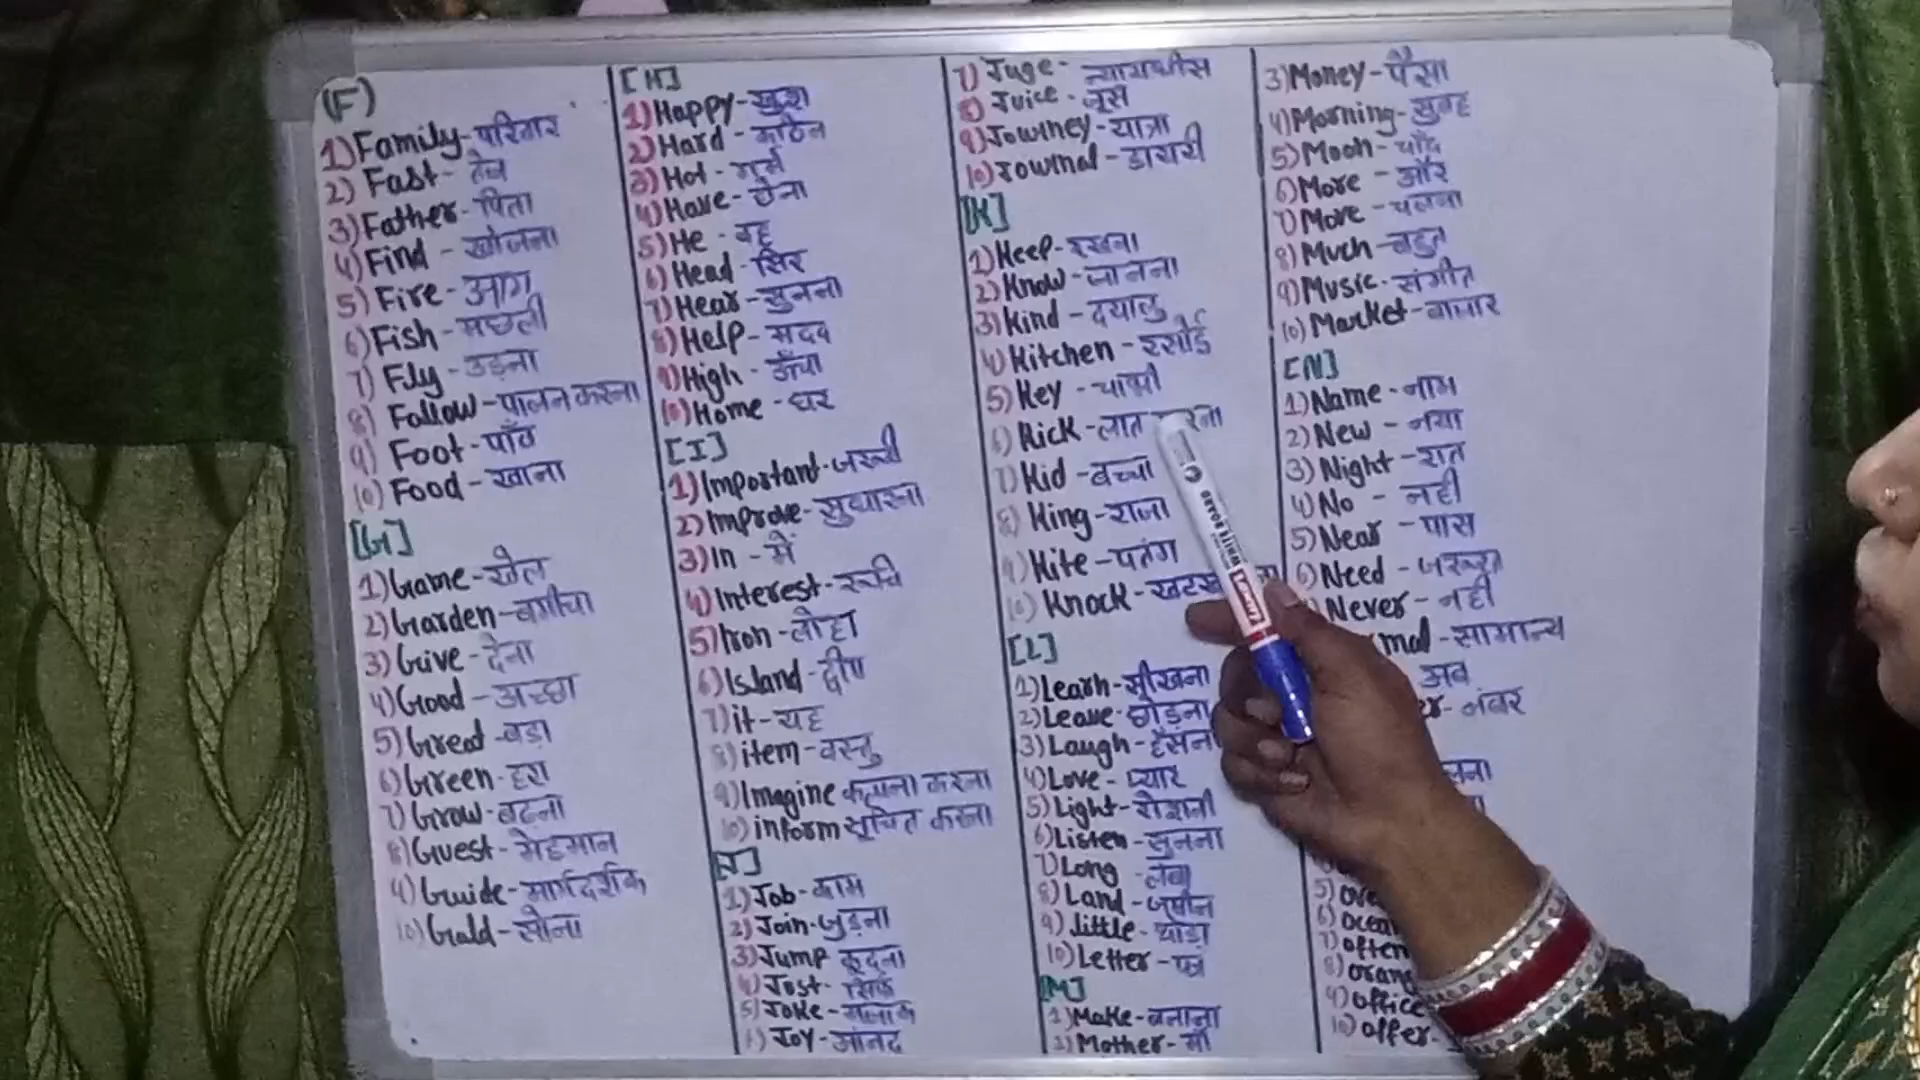 (F)
1) Family - परिवार
2) Fast - तेज
3) Father - पिता
4) Find - खोजना
5) Fire - आग
6) Fish - मछली
7) Fly - उड़ना
8) Follow - पालन करना
9) Foot - पाँव
10) Food - खाना
[G]
1) Game - खेल
2) Garden - बगीचा
3) Give - देना
4) Good - अच्छा
5) Great - बड़ा
6) Green - हरा
7) Grow - बढ़ना
8) Guest - मेहमान
9) Guide - मार्गदर्शक
10) Gold - सोना
[H]
1) Happy - खुश
2) Hard - कठिन
3) Hot - गर्म
4) Have -
5) He - वह
6) Head - सिर
7) Hear - सुनना
8) Help - मदद
9) High - ऊँचा
10) Home - घर
[I]
1) Important - जरूरी
2) Improve - सुधारना
3) In - में
4) Interest - रूचि
5) Iron - लोहा
6) Island - द्वीप
7) it - यह
8) item - वस्तु
9) Imagine कल्पना करना
10) inform सूचित करना
[J]
1) Job - काम
2) Join - जुड़ना
3) Jump कूदना
4) Jost - सिर्फ
5) Joke - मजाक
6) Joy - आंनद
7) Juge - न्यायधीस
8) Juice - जूस
9) Journey - यात्रा
10) Journal - डायरी
[K]
1) Keep - रखना
2) Know - जानना
3) Kind - दयालु
4) Kitchen - रसोई
5) Key - चाबी
6) Kick - लात
7) Kid - बच्चा
8) King - राजा
9) Kite - पतंग
10) Knock -
[L]
1) Learn - सीखना
2) Leave - छोड़ना
3) Laugh - हँसना
4) Love - प्यार
5) Light - रोशनी
6) Listen - सुनना
7) Long - लंबा
8) Land - जमीन
9) little - थोड़ा
10) Letter - पत्र
[M]
1) Make - बनाना
2) Mother - माँ
3) Money - पैसा
4) Morning - सुबह
5) Moon - चाँद
6) More - और
7) Move - चलना
8) Much - बहुत
9) Music - संगीत
10) Market - बाजार
[N]
1) Name - नाम
2) New - नया
3) Night - रात
4) No - नही
5) Near - पास
6) Need - जरूरत
Never - नही
mal - सामान्य
अब
er - नंबर
5)
6)
7) often
8)
9) office
10) offer -
WHITE BOARD